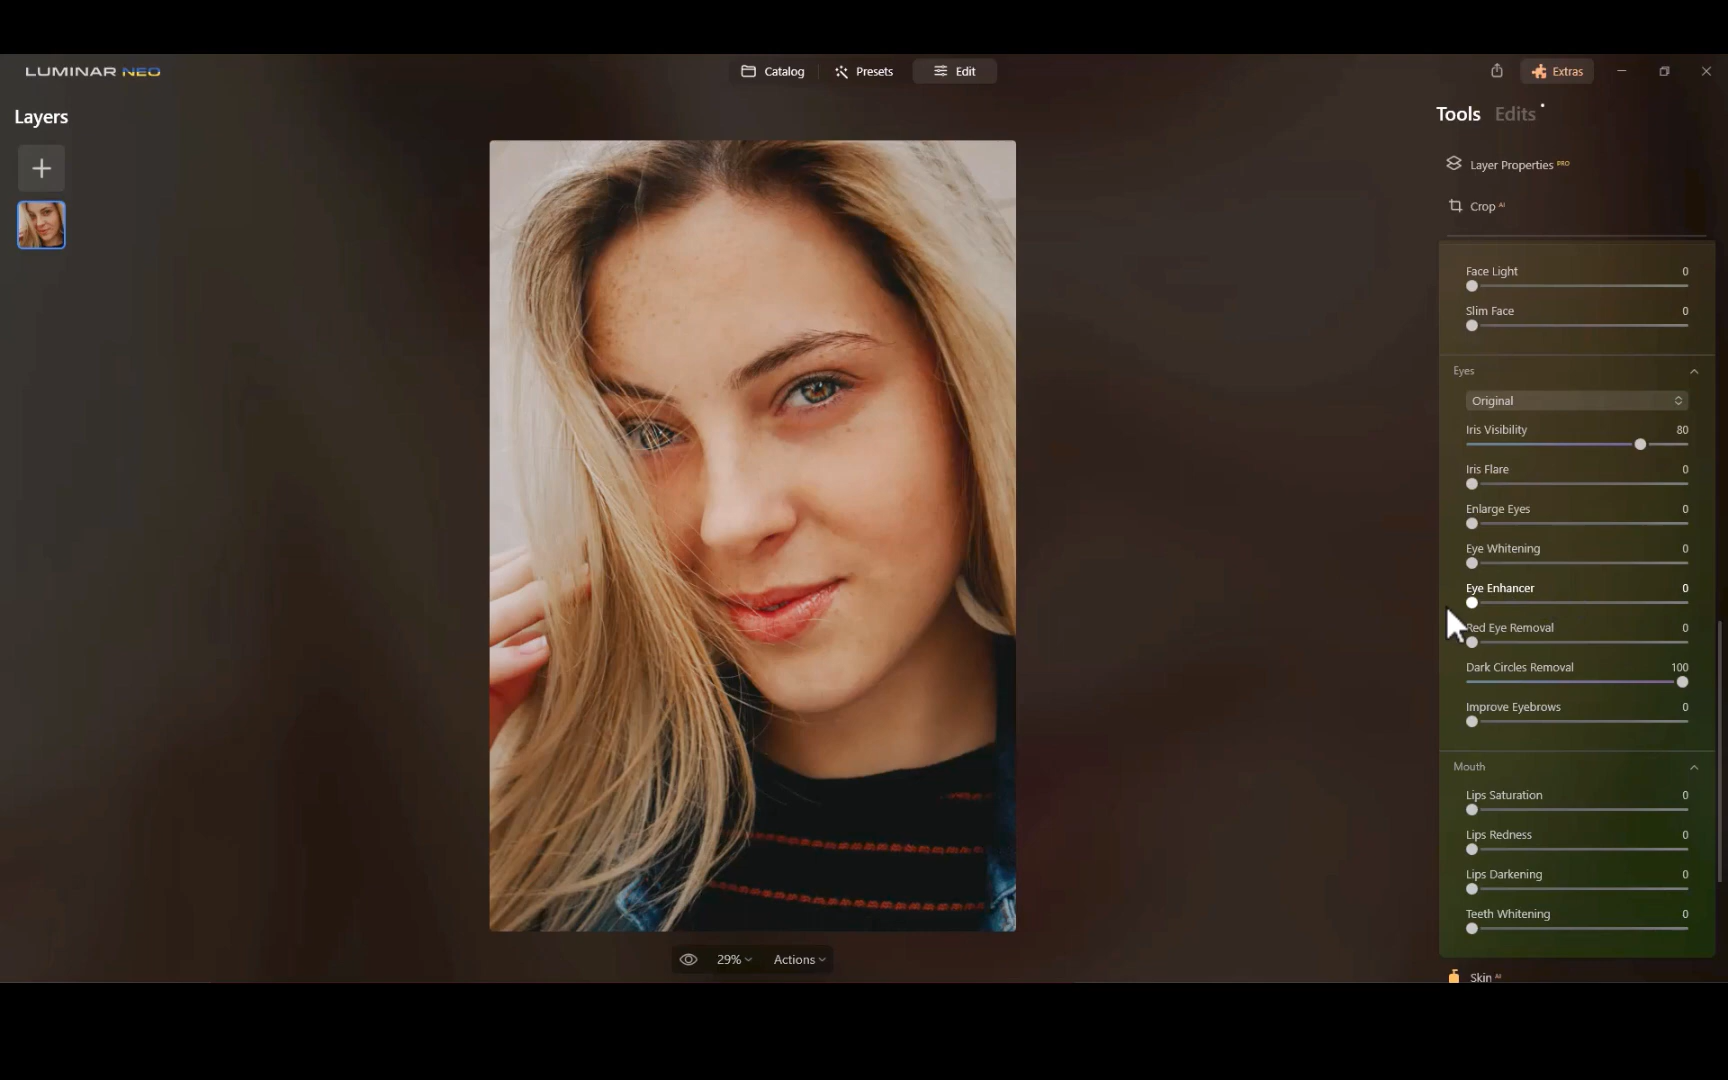 LUMINAR NEO
Catalog
Presets
Edit
Extras
Layers
Tools
Edits
Layer Properties PRO
Crop AI
Face Light 0
Slim Face 0
Eyes
Original
Iris Visibility 80
Iris Flare 0
Enlarge Eyes 0
Eye Whitening 0
Eye Enhancer 0
Red Eye Removal 0
Dark Circles Removal 100
Improve Eyebrows 0
Mouth
Lips Saturation 0
Lips Redness 0
Lips Darkening 0
Teeth Whitening 0
29%
Actions
Skin AI